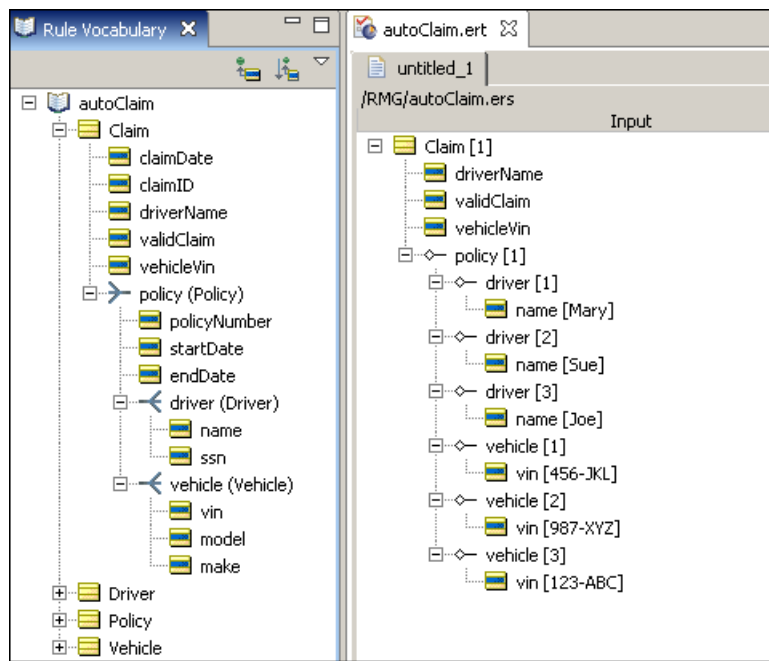 Rule Vocabulary
autoClaim
Claim
claimDate
claimID
driverName
validClaim
vehicleVin
policy (Policy)
policyNumber
startDate
endDate
driver (Driver)
name
ssn
vehicle (Vehicle)
vin
model
make
Driver
Policy
Vehicle
autoClaim.ert
untitled_1
/RMG/autoClaim.ers
Input
Claim [1]
driverName
validClaim
vehicleVin
policy [1]
driver [1]
name [Mary]
driver [2]
name [Sue]
driver [3]
name [Joe]
vehicle [1]
vin [456-JKL]
vehicle [2]
vin [987-XYZ]
vehicle [3]
vin [123-ABC]